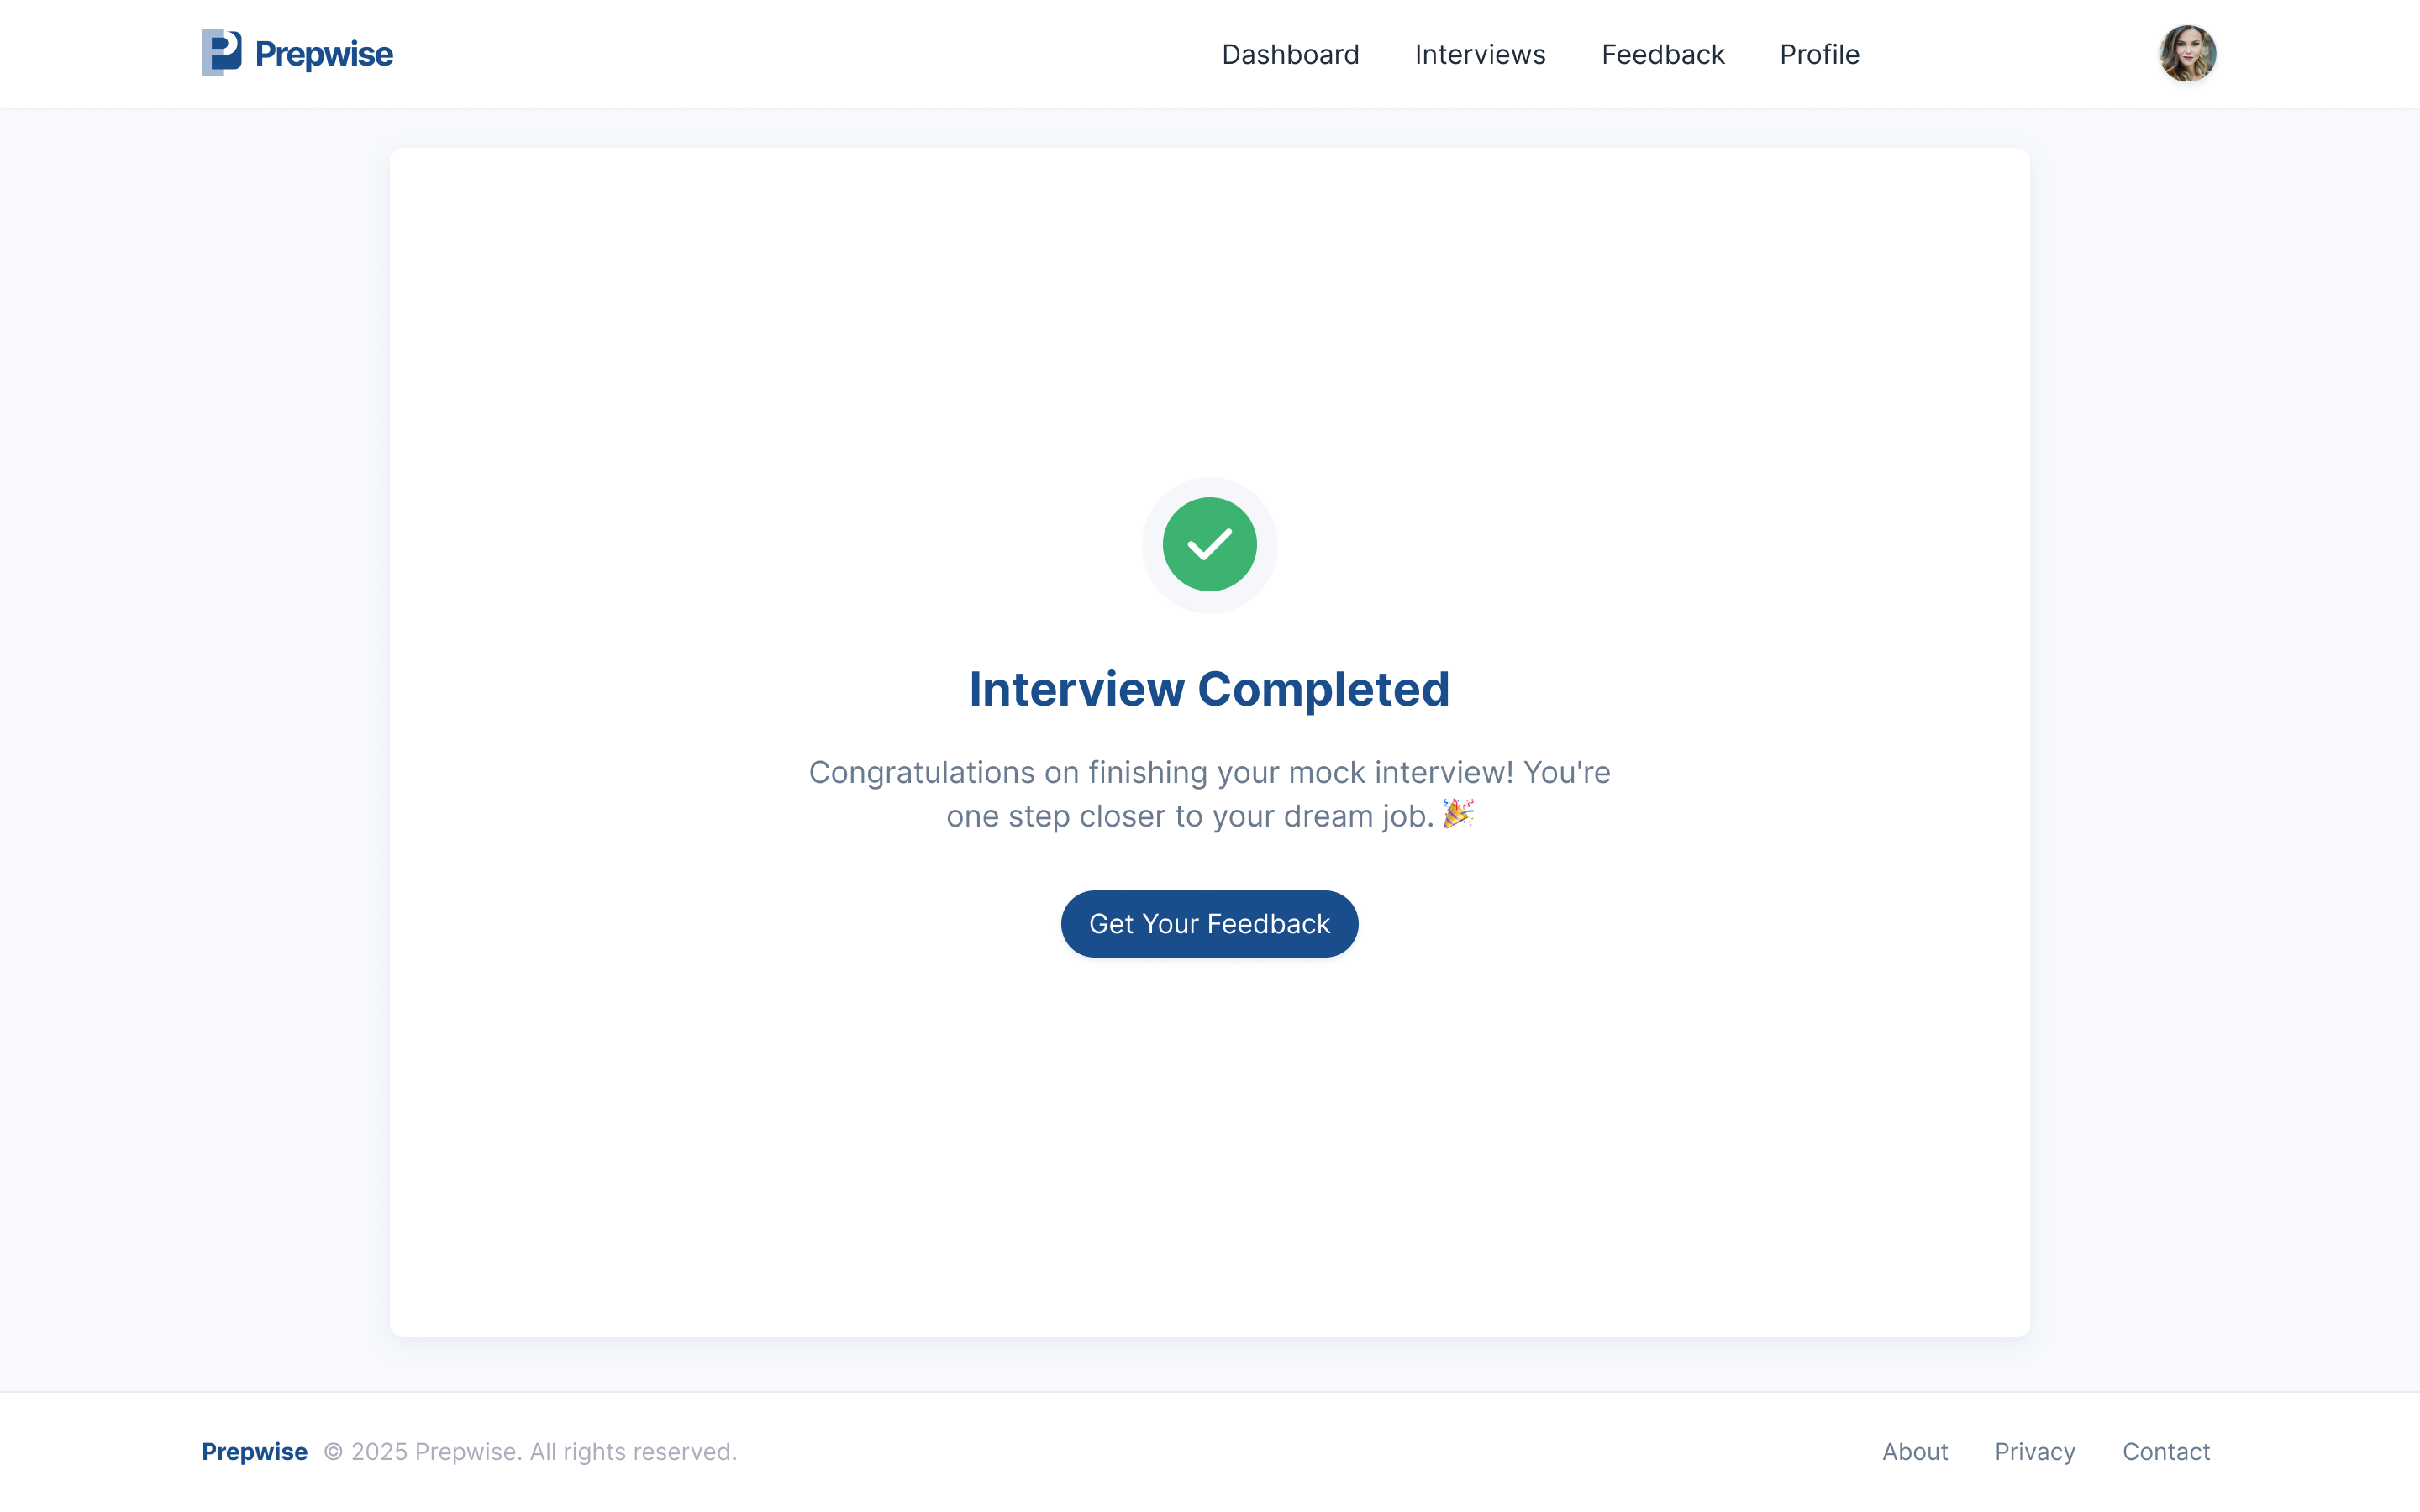 Prepwise
Dashboard Interviews Feedback Profile
Interview Completed
Congratulations on finishing your mock interview! You're
one step closer to your dream job. 🎉
Get Your Feedback
Prepwise © 2025 Prepwise. All rights reserved.
About Privacy Contact